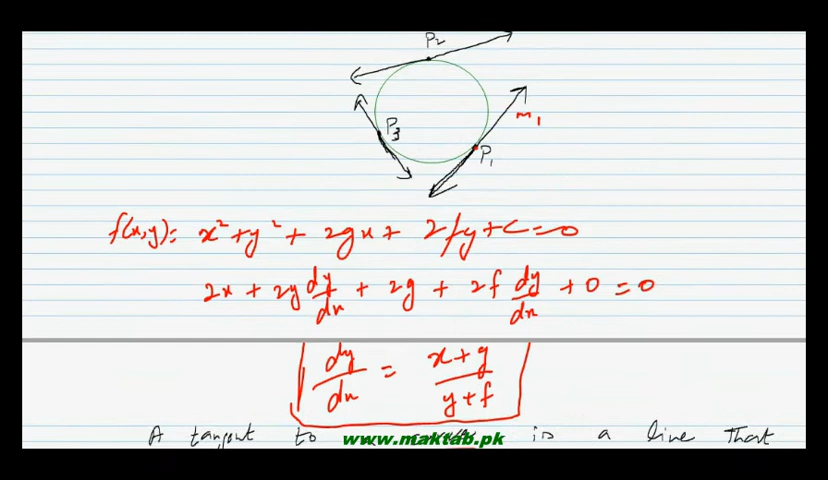 P2
m1
P3
P1
f(x,y): x² + y² + 2gx + 2fy + C = 0
2x + 2y dy/dx + 2g + 2f dy/dx + 0 = 0
dy/dx = x+g/y+f
A tangent to www.maktab.pk is a line that